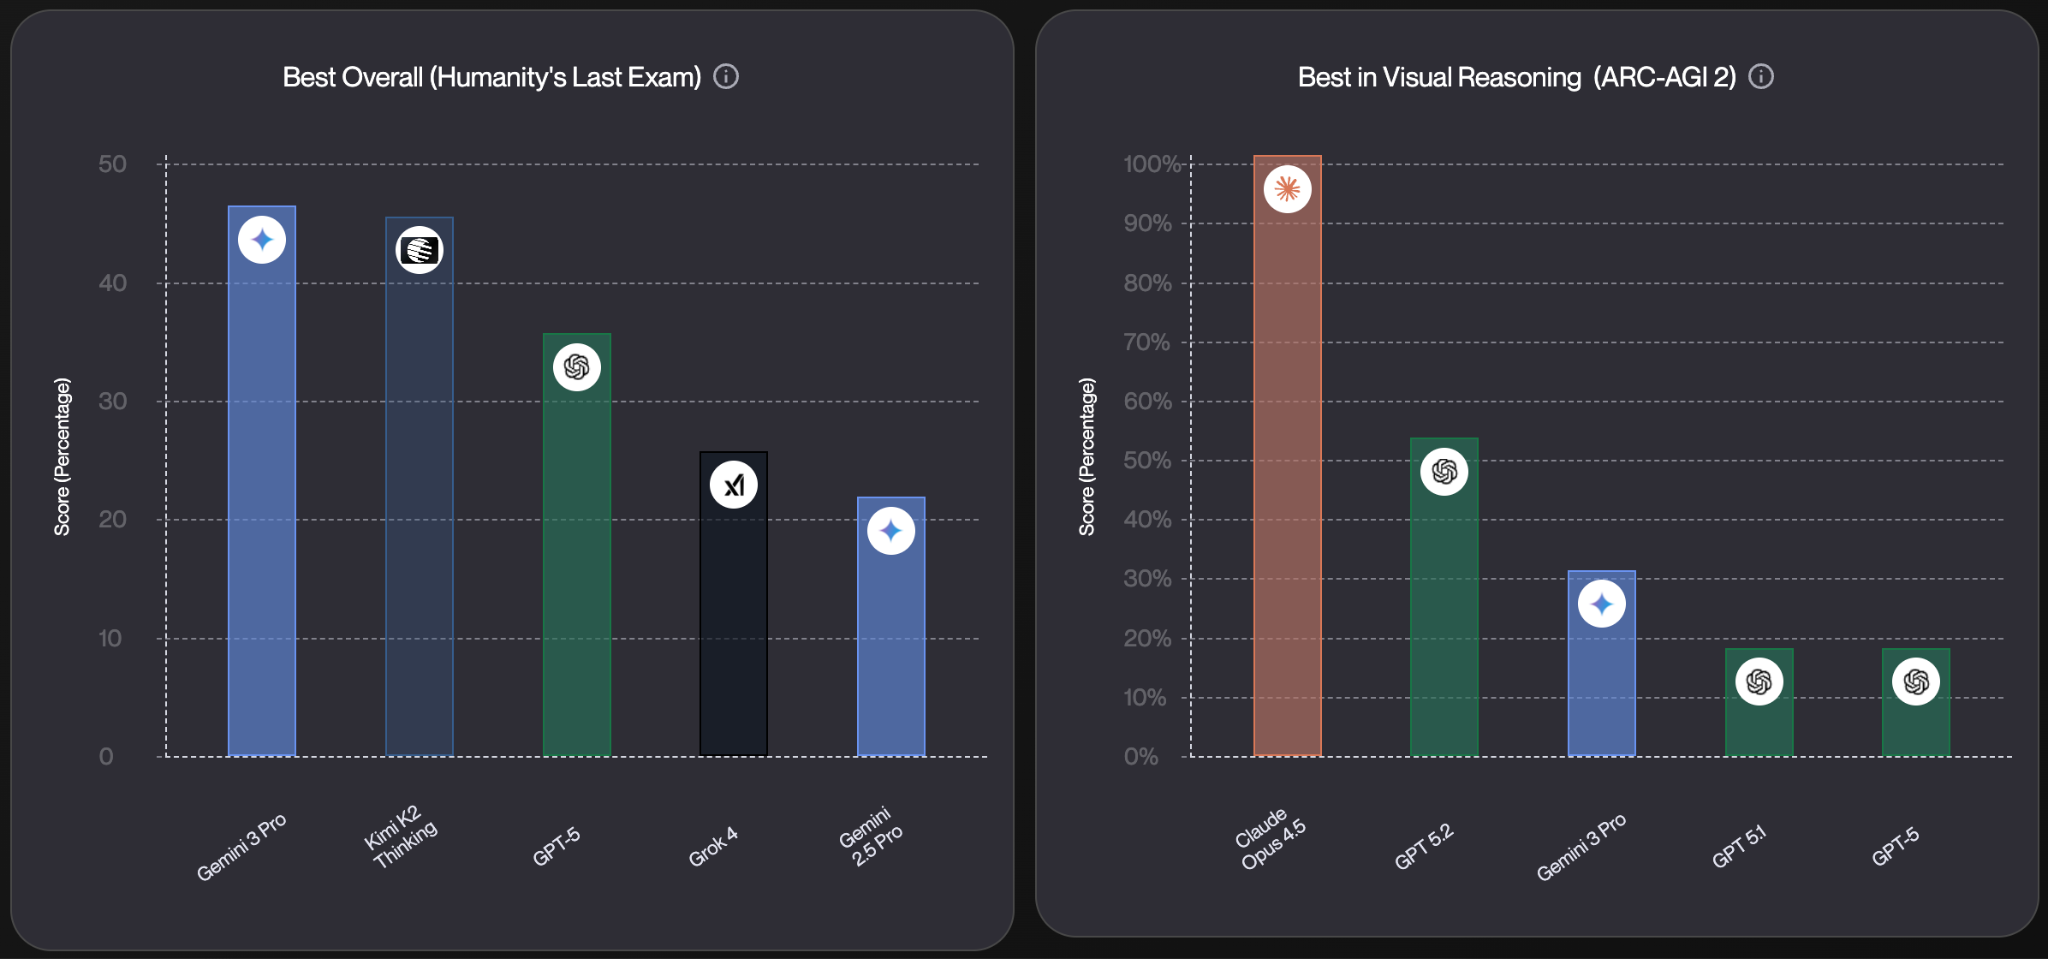 Best Overall (Humanity's Last Exam)
Score (Percentage)
50
40
30
20
10
0
Gemini 3 Pro
Kimi K2
Thinking
GPT-5
Grok 4
Gemini
2.5 Pro
Best in Visual Reasoning (ARC-AGI 2)
Score (Percentage)
100%
90%
80%
70%
60%
50%
40%
30%
20%
10%
0%
Claude
Opus 4.5
GPT 5.2
Gemini 3 Pro
GPT 5.1
GPT-5